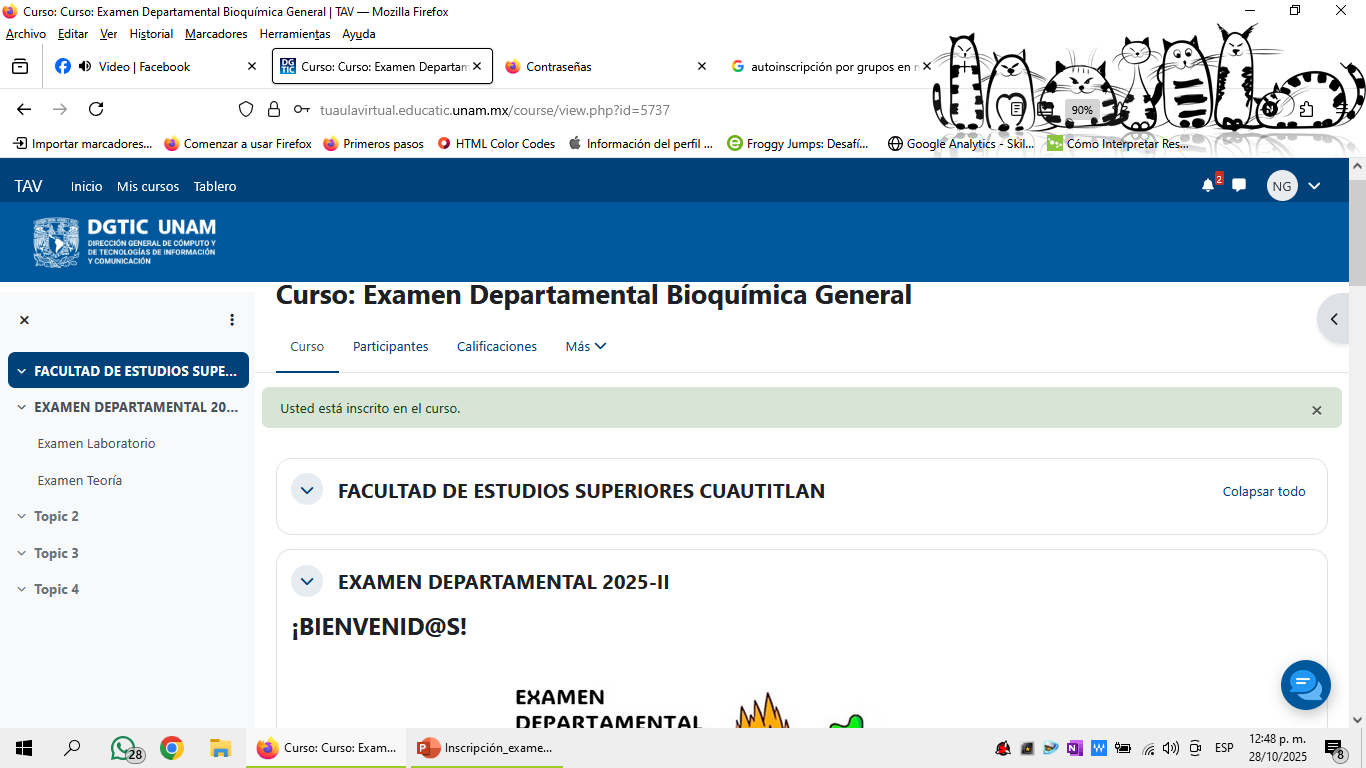 Curso: Curso: Examen Departamental Bioquímica General | TAV — Mozilla Firefox
Archivo Editar Ver Historial Marcadores Herramientas Ayuda
Video | Facebook
Curso: Curso: Examen Departam
Contraseñas
autoinscripción por grupos en
tuaulavirtual.educatic.unam.mx/course/view.php?id=5737
90%
Importar marcadores...
Comenzar a usar Firefox
Primeros pasos
HTML Color Codes
Información del perfil ...
Froggy Jumps: Desafí...
Google Analytics - Skil...
Cómo Interpretar Res...
TAV
Inicio
Mis cursos
Tablero
2
NG
DGTIC UNAM
DIRECCIÓN GENERAL DE CÓMPUTO Y
DE TECNOLOGÍAS DE INFORMACIÓN
Y COMUNICACIÓN
Curso: Examen Departamental Bioquímica General
Curso
Participantes
Calificaciones
Más
FACULTAD DE ESTUDIOS SUPE...
EXAMEN DEPARTAMENTAL 20...
Examen Laboratorio
Examen Teoría
Topic 2
Topic 3
Topic 4
Usted está inscrito en el curso.
FACULTAD DE ESTUDIOS SUPERIORES CUAUTITLAN
Colapsar todo
EXAMEN DEPARTAMENTAL 2025-II
¡BIENVENID@S!
EXAMEN
DEPARTAMENTAL
28
Curso: Curso: Exam...
Inscripción_exame...
ESP
12:48 p. m.
28/10/2025
8